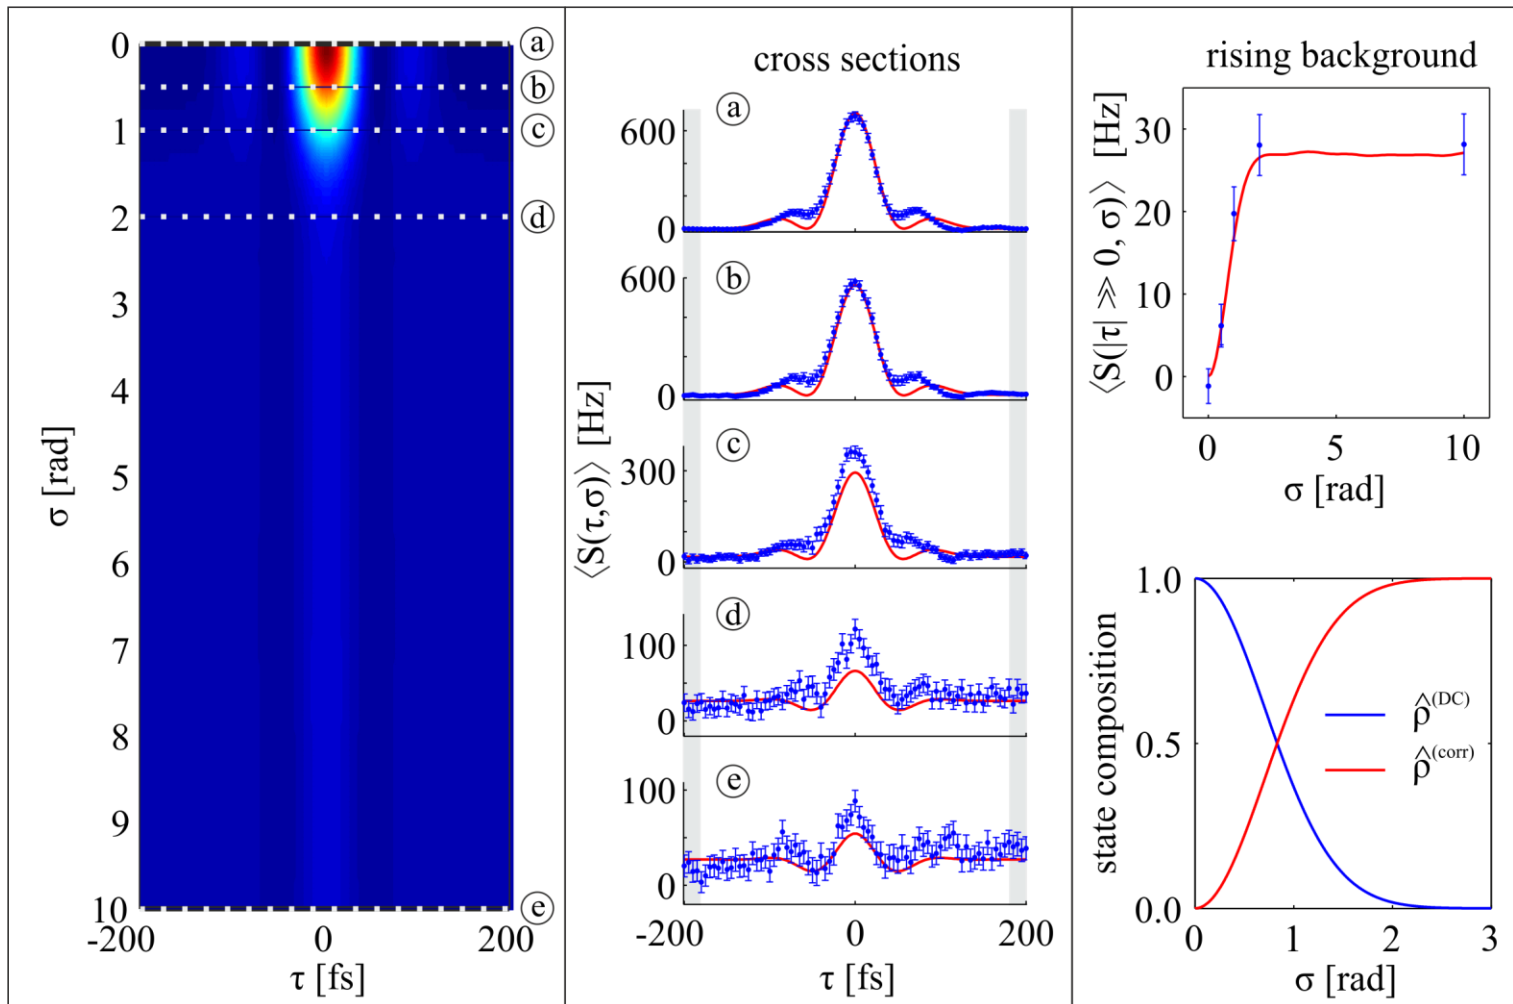 0
1
2
3
4
5
6
7
8
9
10
σ [rad]
-200 0 200
τ [fs]
a
b
c
d
e
cross sections
⟨S(τ,σ)⟩ [Hz]
a
600
0
b
600
0
c
300
0
d
100
0
e
100
0
-200 0 200
τ [fs]
rising background
⟨S(|τ| ≫ 0, σ)⟩ [Hz]
30
20
10
0
0 5 10
σ [rad]
state composition
1.0
0.5
0.0
ρ̂(DC)
ρ̂(corr)
0 1 2 3
σ [rad]